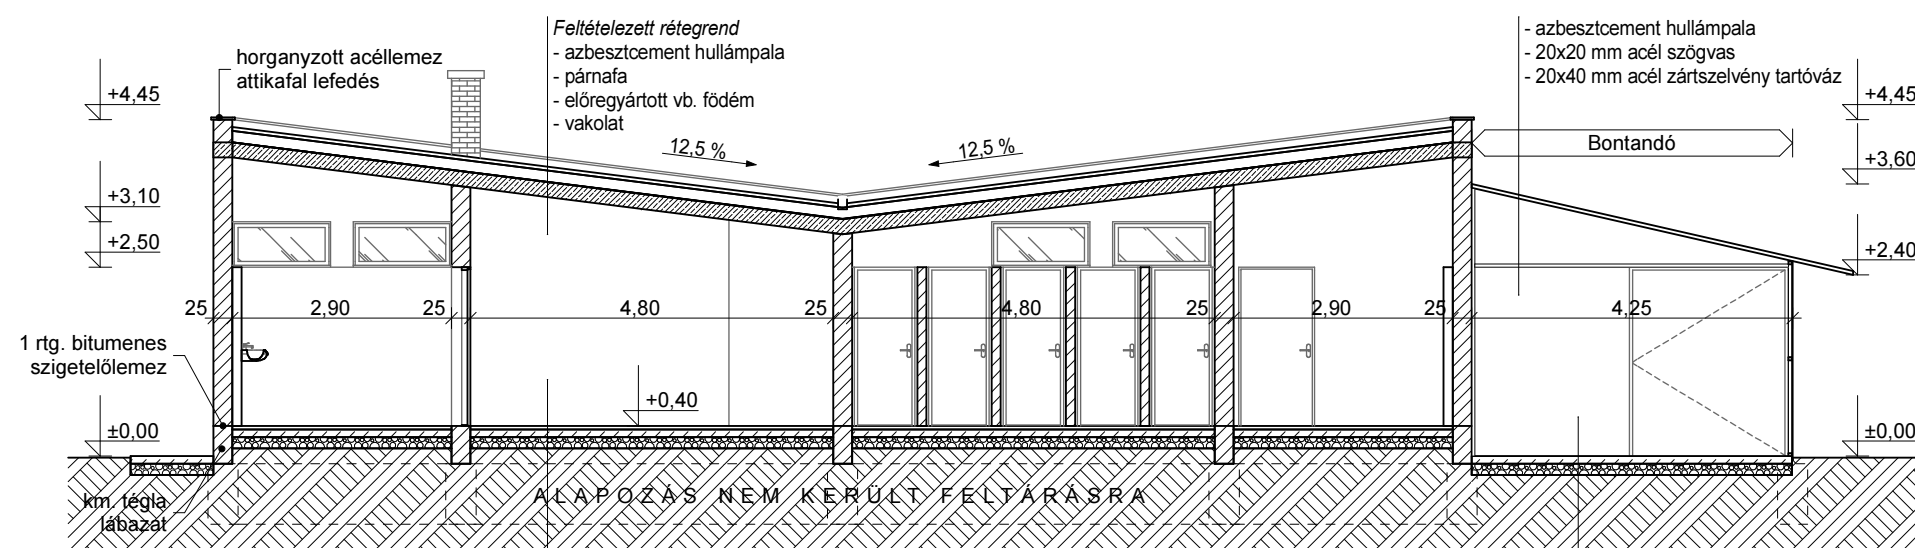 Feltételezett rétegrend
- azbesztcement hullámpala
- párnafa
- előregyártott vb. födém
- vakolat
- azbesztcement hullámpala
- 20x20 mm acél szögvas
- 20x40 mm acél zártszelvény tartóváz
horganyzott acéllemez
attikafal lefedés
+4,45
+4,45
12,5 %
12,5 %
Bontandó
+3,60
+3,10
+2,50
+2,40
25
2,90
25
4,80
25
4,80
25
2,90
25
4,25
1 rtg. bitumenes
szigetelőlemez
+0,40
±0,00
±0,00
km. tégla
lábazat
ALAPOZÁS NEM KERÜLT FELTÁRÁSRA